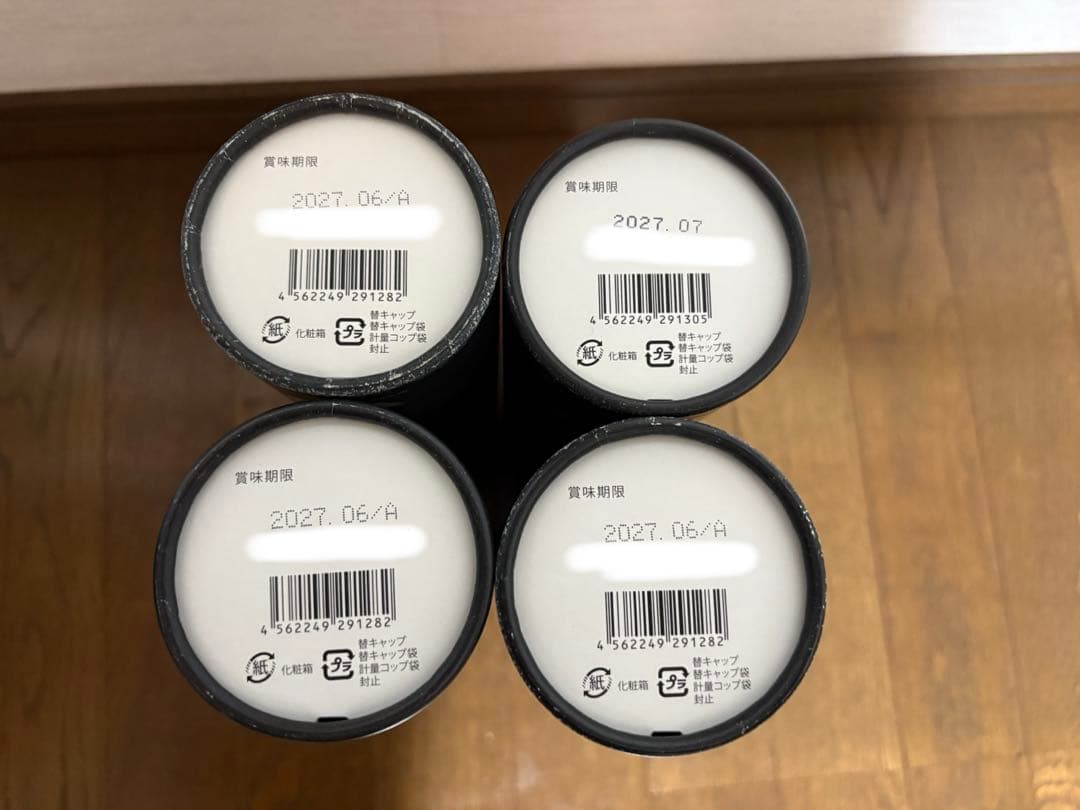 賞味期限
2027. 06/A
4 562249 291282
紙 化粧箱
プラ
替キャップ
替キャップ袋
計量コップ袋
封止
賞味期限
2027. 07
4 562249 291305
紙 化粧箱
プラ
替キャップ
替キャップ袋
計量コップ袋
封止
賞味期限
2027. 06/A
4 562249 291282
紙 化粧箱
プラ
替キャップ
替キャップ袋
計量コップ袋
封止
賞味期限
2027. 06/A
4 562249 291282
紙 化粧箱
プラ
替キャップ
替キャップ袋
計量コップ袋
封止